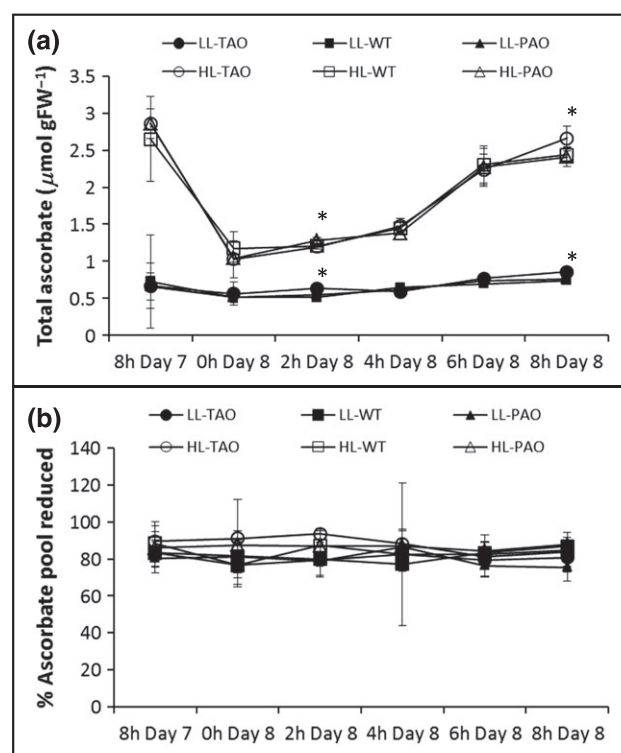 (a)
LL-TAO LL-WT LL-PAO
HL-TAO HL-WT HL-PAO
Total ascorbate (μmol gFW⁻¹)
3.5
3
2.5
2
1.5
1
0.5
0
*
*
*
*
8h Day 7 0h Day 8 2h Day 8 4h Day 8 6h Day 8 8h Day 8
(b)
LL-TAO LL-WT LL-PAO
HL-TAO HL-WT HL-PAO
% Ascorbate pool reduced
140
120
100
80
60
40
20
0
8h Day 7 0h Day 8 2h Day 8 4h Day 8 6h Day 8 8h Day 8